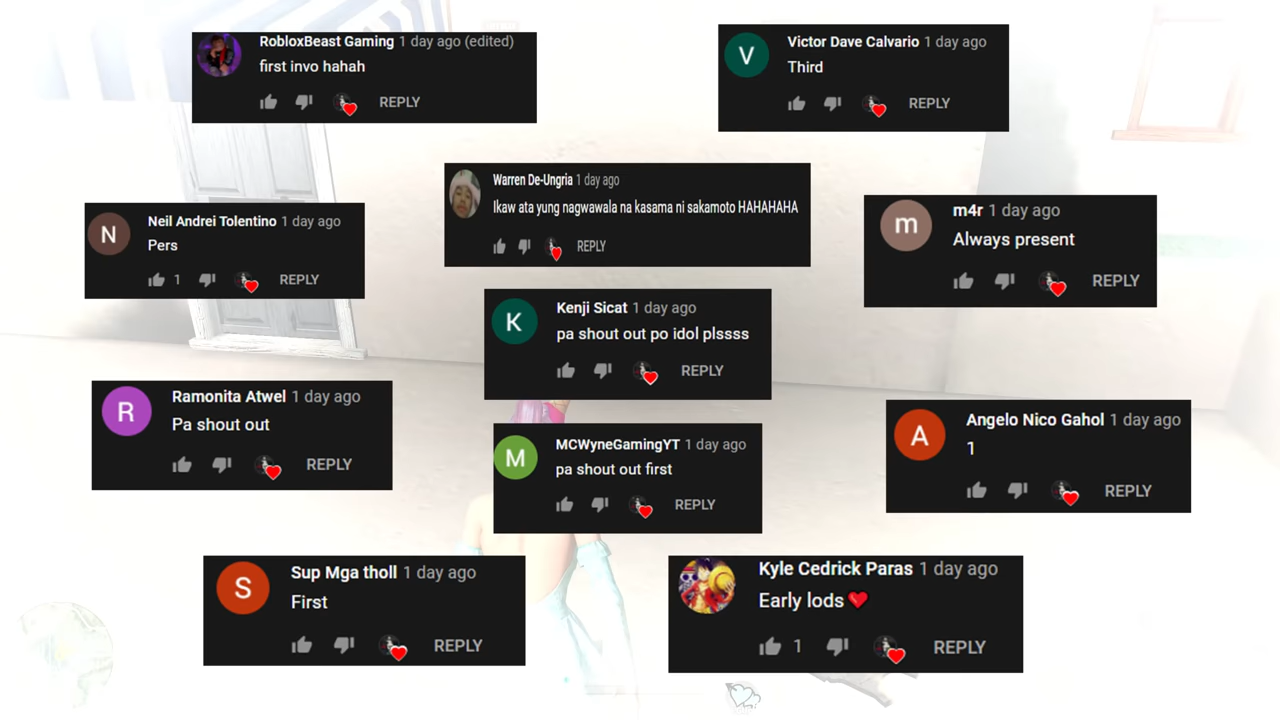 RobloxBeast Gaming 1 day ago (edited)
first invo hahah
REPLY
Victor Dave Calvario 1 day ago
Third
REPLY
Warren De-Ungria 1 day ago
Ikaw ata yung nagwawala na kasama ni sakamoto HAHAHAHA
REPLY
N
Neil Andrei Tolentino 1 day ago
Pers
1 REPLY
m
m4r 1 day ago
Always present
REPLY
K
Kenji Sicat 1 day ago
pa shout out po idol plssss
REPLY
R
Ramonita Atwel 1 day ago
Pa shout out
REPLY
M
MCWyneGamingYT 1 day ago
pa shout out first
REPLY
A
Angelo Nico Gahol 1 day ago
1
REPLY
S
Sup Mga tholl 1 day ago
First
REPLY
Kyle Cedrick Paras 1 day ago
Early lods❤️
1 REPLY
V